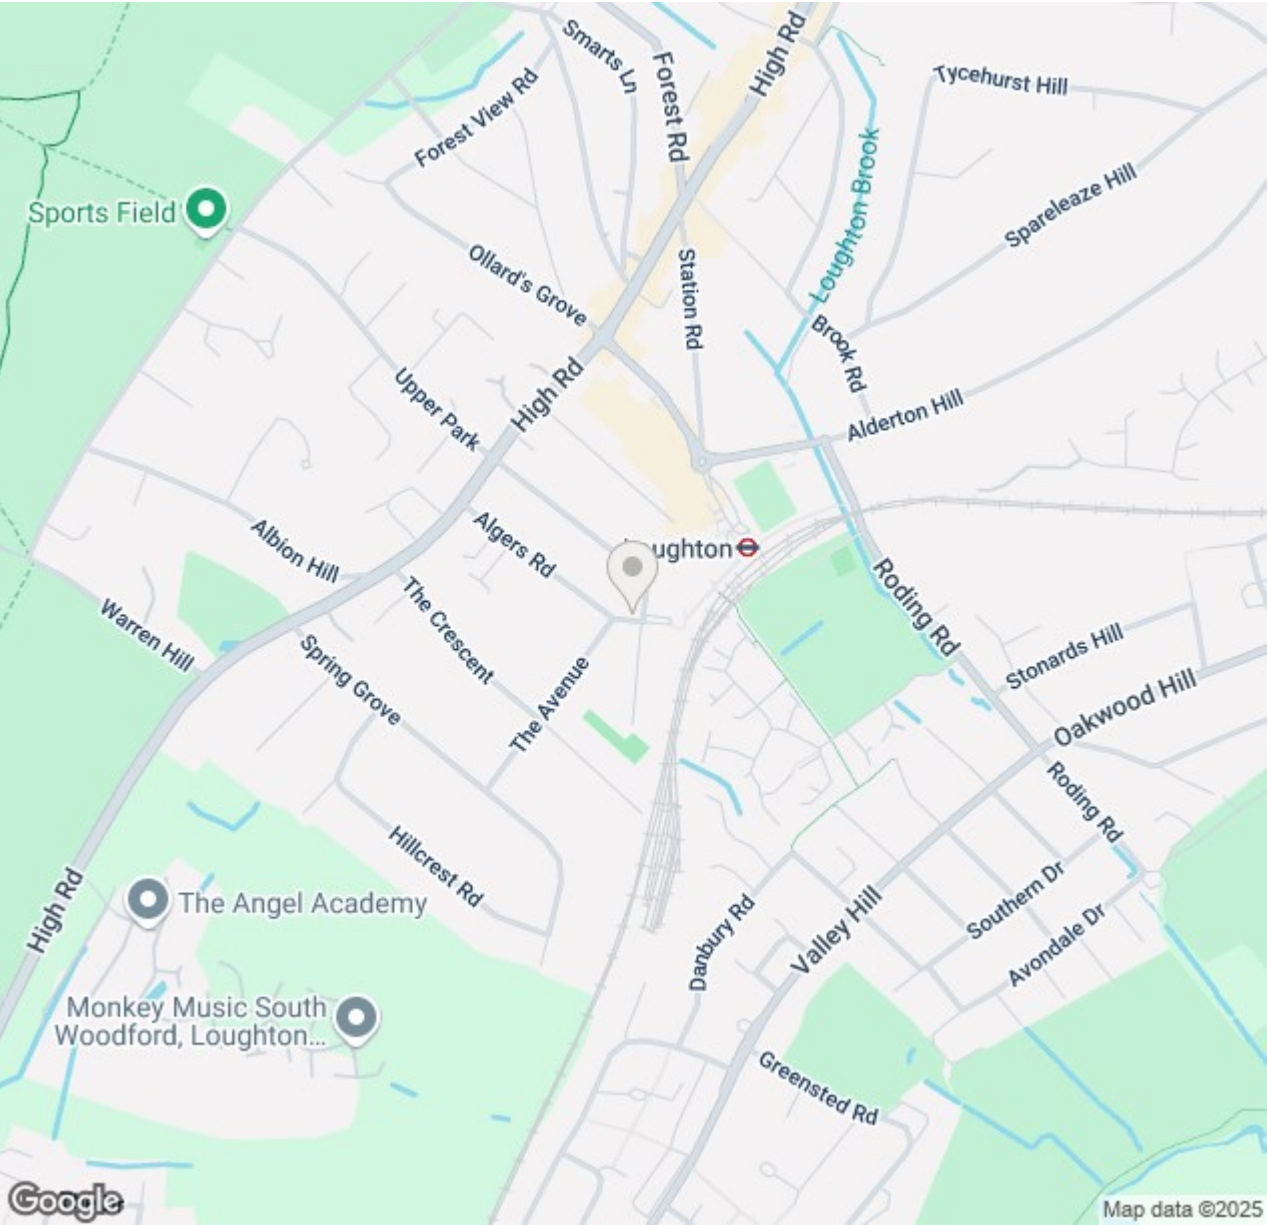 Smarts Ln
Forest Rd
High Rd
Tycehurst Hill
Forest View Rd
Loughton Brook
Spareleaze Hill
Sports Field
Ollard's Grove
Station Rd
Brook Rd
Upper Park
High Rd
Alderton Hill
Algers Rd
oughton
Albion Hill
The Crescent
Roding Rd
Warren Hill
Spring Grove
The Avenue
Stonards Hill
Oakwood Hill
Roding Rd
Hillcrest Rd
High Rd
The Angel Academy
Danbury Rd
Valley Hill
Southern Dr
Avondale Dr
Monkey Music South
Woodford, Loughton...
Greensted Rd
Google
Map data ©2025